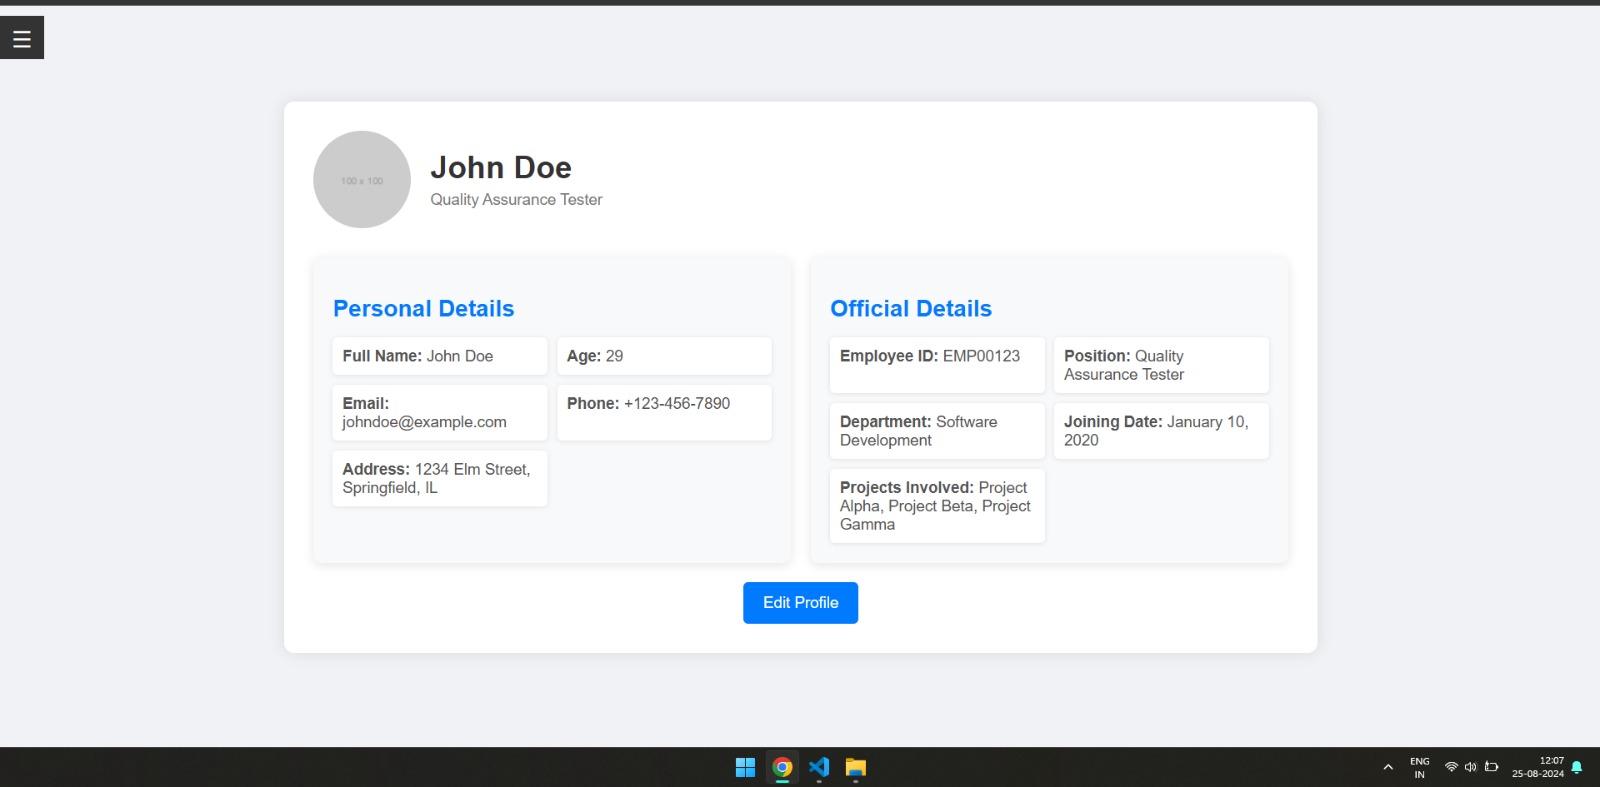 100 x 100
John Doe
Quality Assurance Tester
Personal Details
Full Name: John Doe
Age: 29
Email:
johndoe@example.com
Phone: +123-456-7890
Address: 1234 Elm Street,
Springfield, IL
Official Details
Employee ID: EMP00123
Position: Quality
Assurance Tester
Department: Software
Development
Joining Date: January 10,
2020
Projects Involved: Project
Alpha, Project Beta, Project
Gamma
Edit Profile
ENG
IN
12:07
25-08-2024